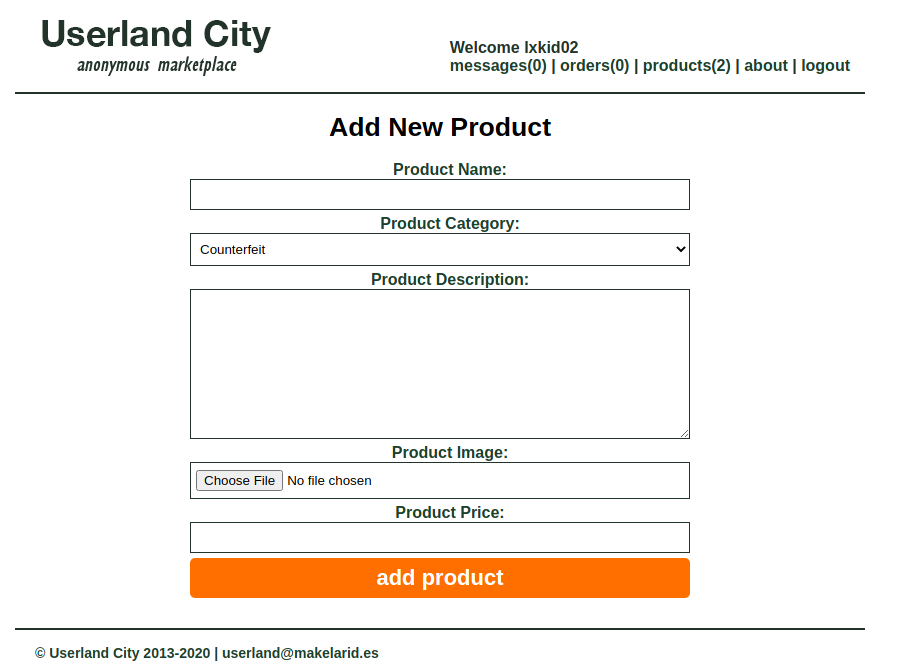 Userland City
anonymous marketplace
Welcome lxkid02
messages(0) | orders(0) | products(2) | about | logout
Add New Product
Product Name:
Product Category:
Counterfeit
Product Description:
Product Image:
Choose File No file chosen
Product Price:
add product
© Userland City 2013-2020 | userland@makelarid.es